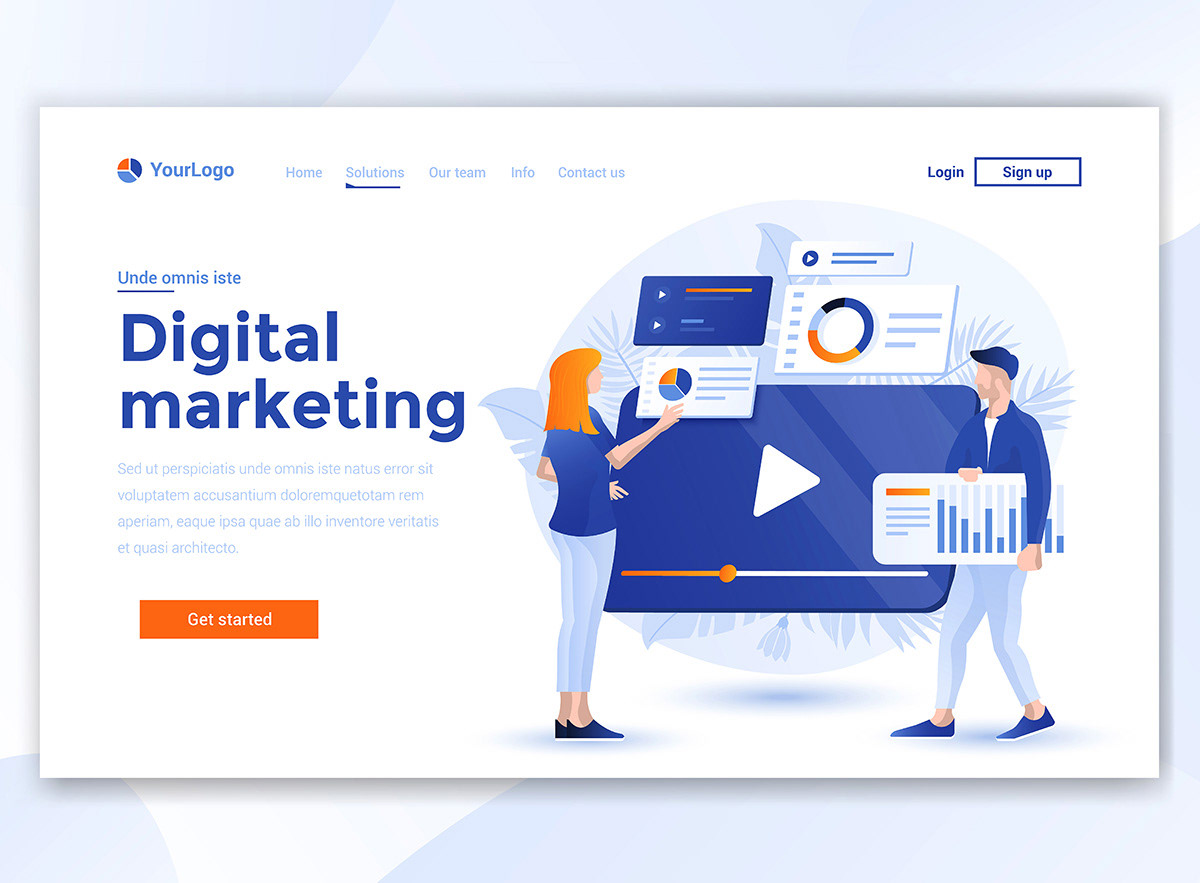 YourLogo
Home
Solutions
Our team
Info
Contact us
Login
Sign up
Unde omnis iste
Digital
marketing
Sed ut perspiciatis unde omnis iste natus error sit
voluptatem accusantium doloremquetotam rem
aperiam, eaque ipsa quae ab illo inventore veritatis
et quasi architecto.
Get started